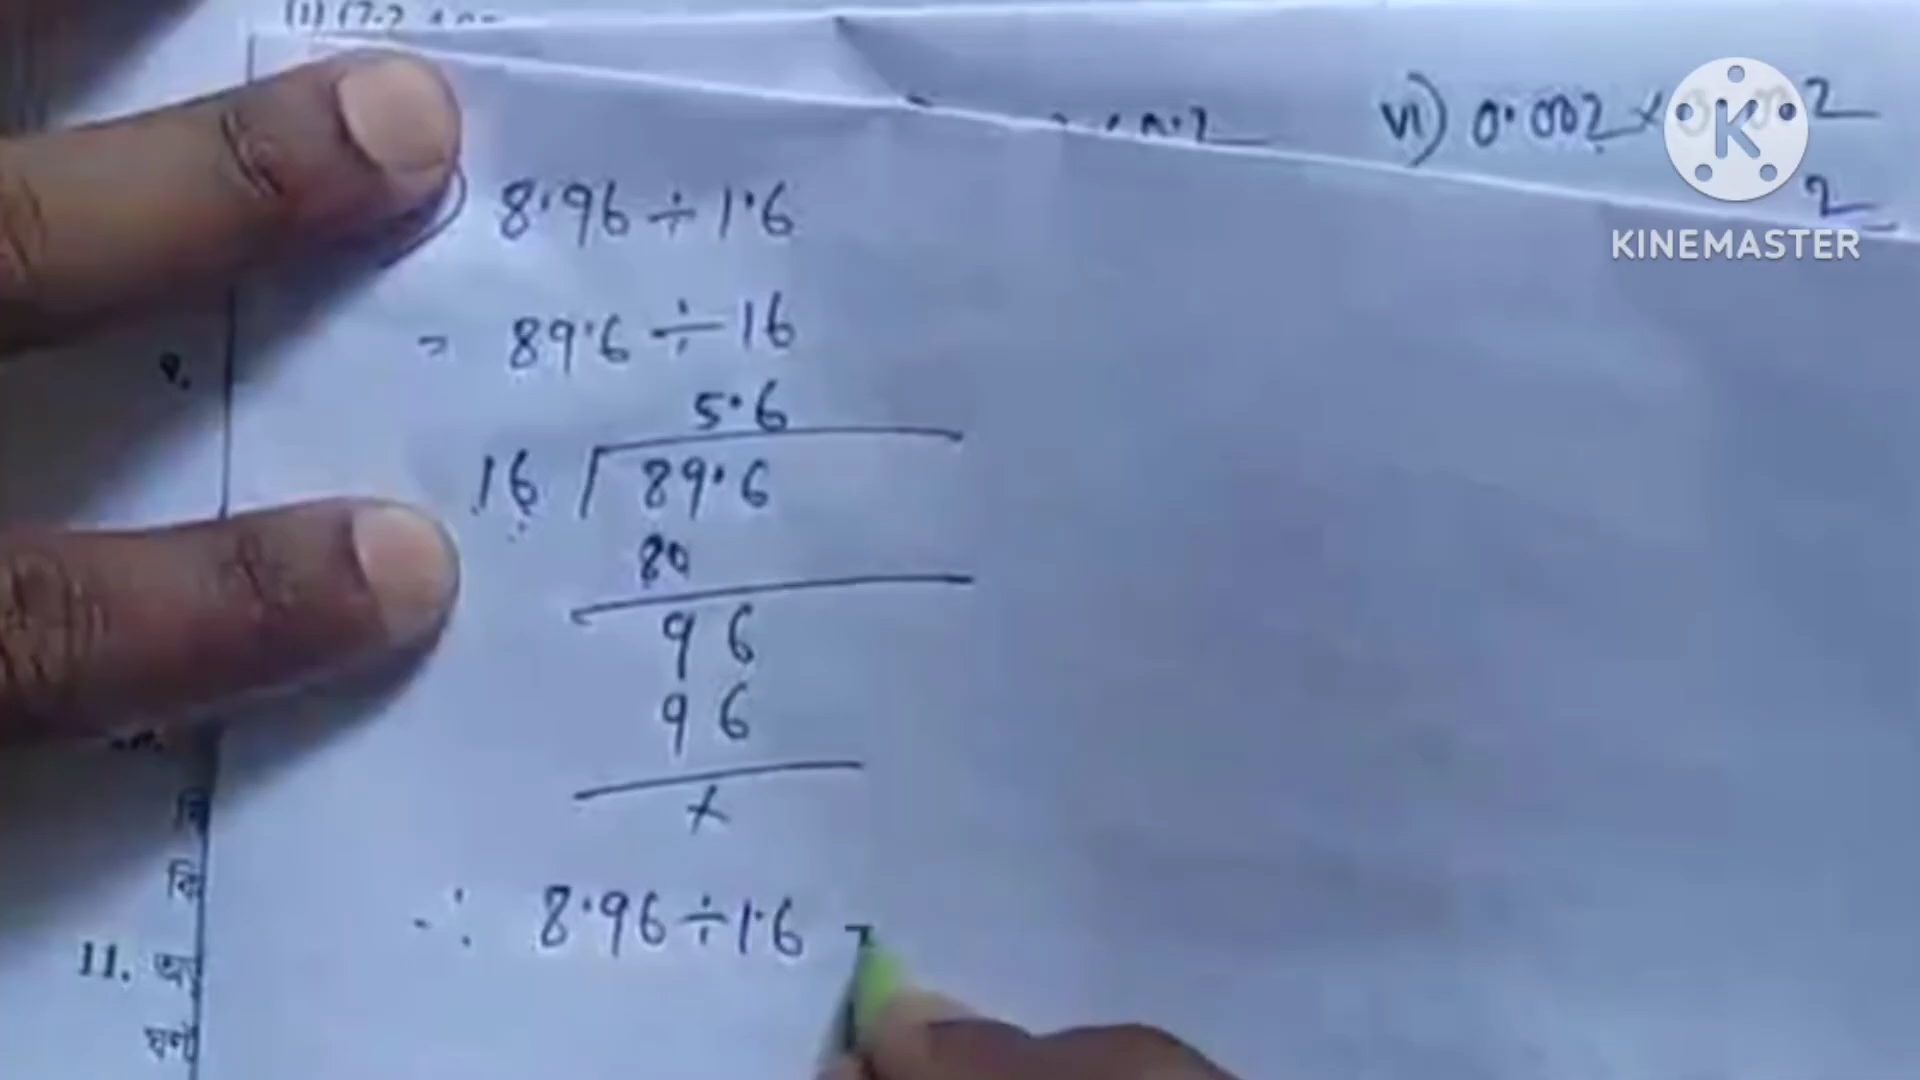 VI) 0.002 ×
2
KINEMASTER
8.96 ÷ 1.6
= 89.6 ÷ 16
5.6
16 89.6
80
96
96
×
∴ 8.96 ÷ 1.6
11.